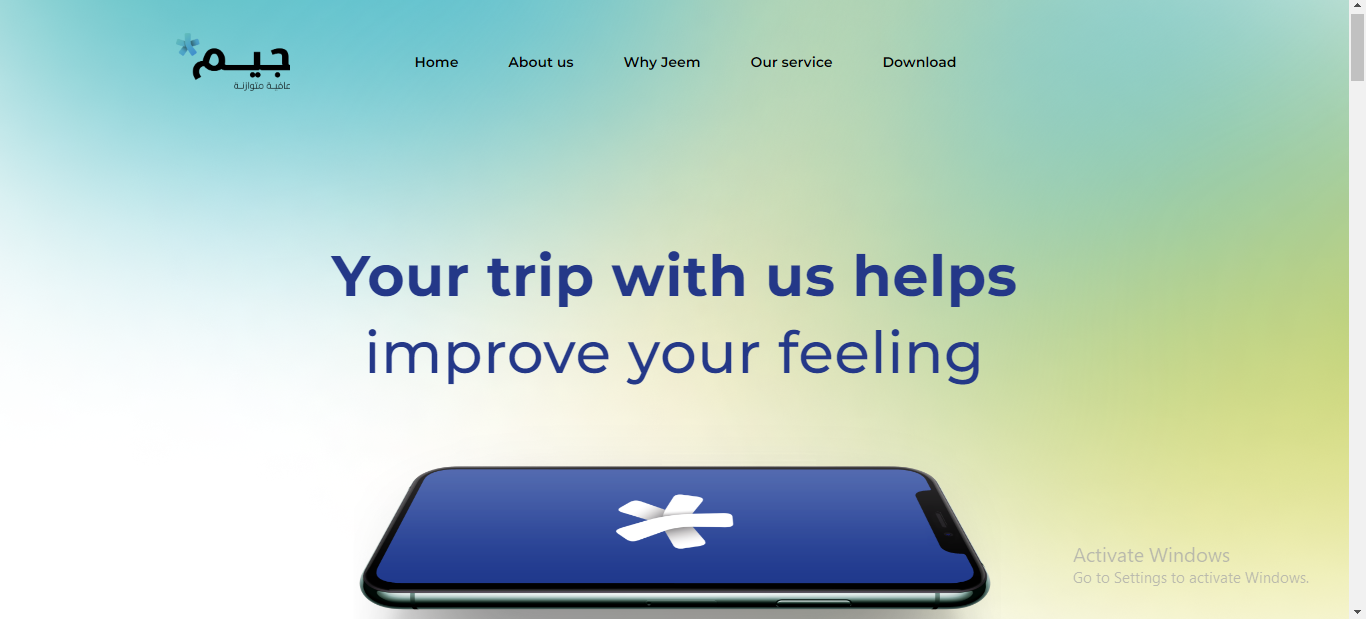 جيم
عافية متوازنة
Home
About us
Why Jeem
Our service
Download
Your trip with us helps
improve your feeling
Activate Windows
Go to Settings to activate Windows.